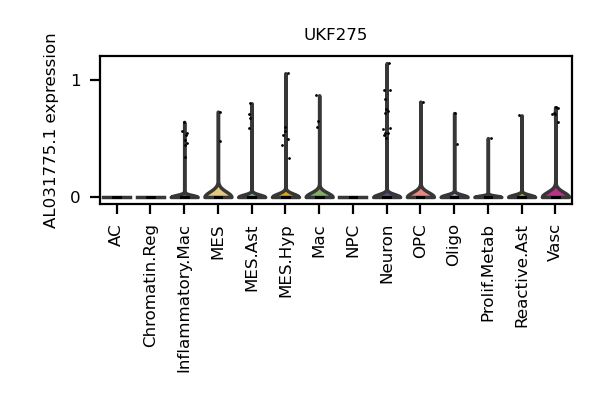 UKF275
AL031775.1 expression
1
0
AC
Chromatin.Reg
Inflammatory.Mac
MES
MES.Ast
MES.Hyp
Mac
NPC
Neuron
OPC
Oligo
Prolif.Metab
Reactive.Ast
Vasc